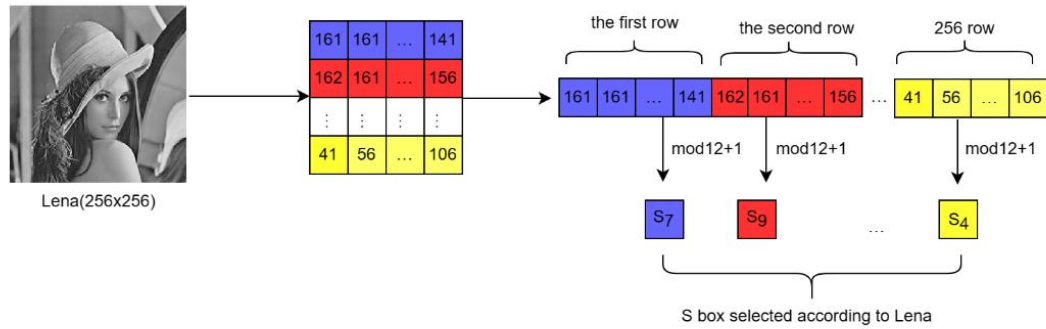 Lena(256x256)
161 161 ... 141
162 161 ... 156
⋮ ⋮ ⋮ ⋮
41 56 ... 106
the first row
the second row
256 row
161 161 ... 141 162 161 ... 156 ... 41 56 ... 106
mod12+1
mod12+1
mod12+1
S7
S9
...
S4
S box selected according to Lena